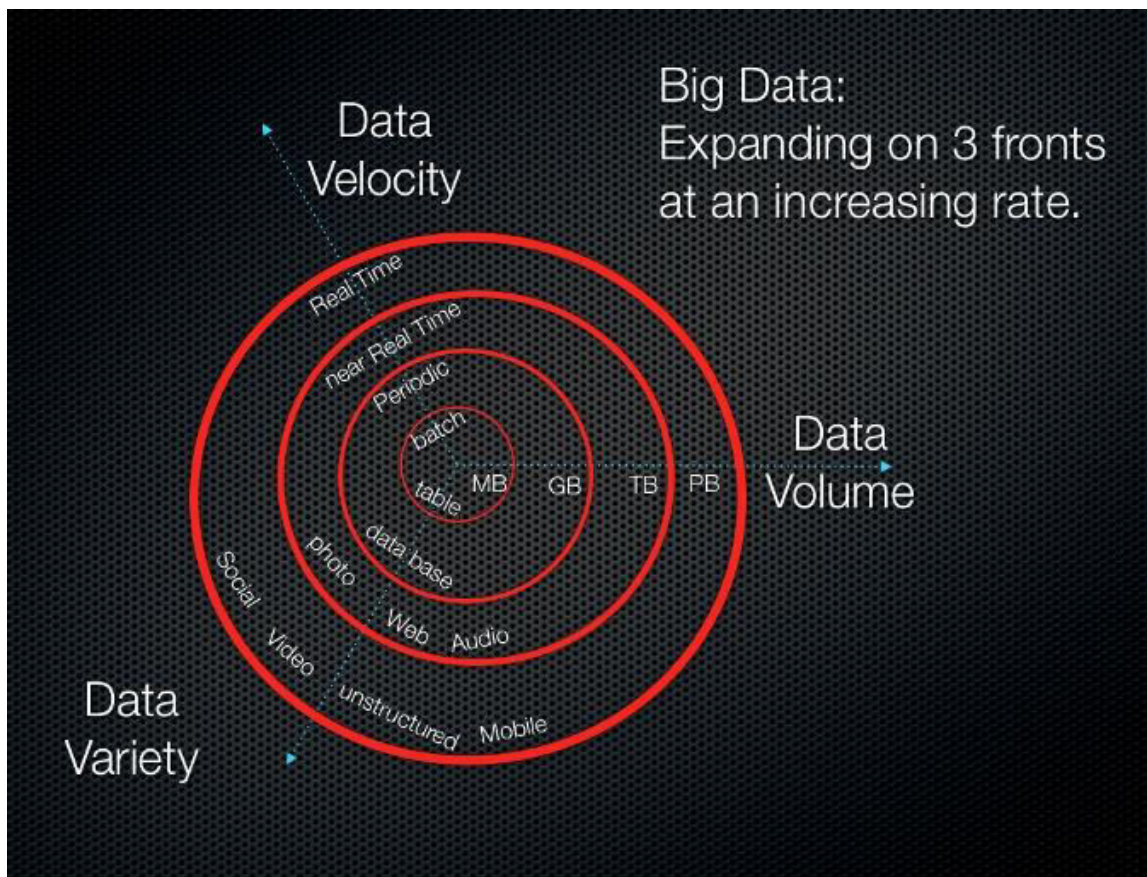 Big Data:
Expanding on 3 fronts
at an increasing rate.
Data
Velocity
Real Time
near Real Time
Periodic
batch
Data
Volume
MB
GB
TB
PB
table
data base
photo
Web
Audio
Social
Video
unstructured
Mobile
Data
Variety